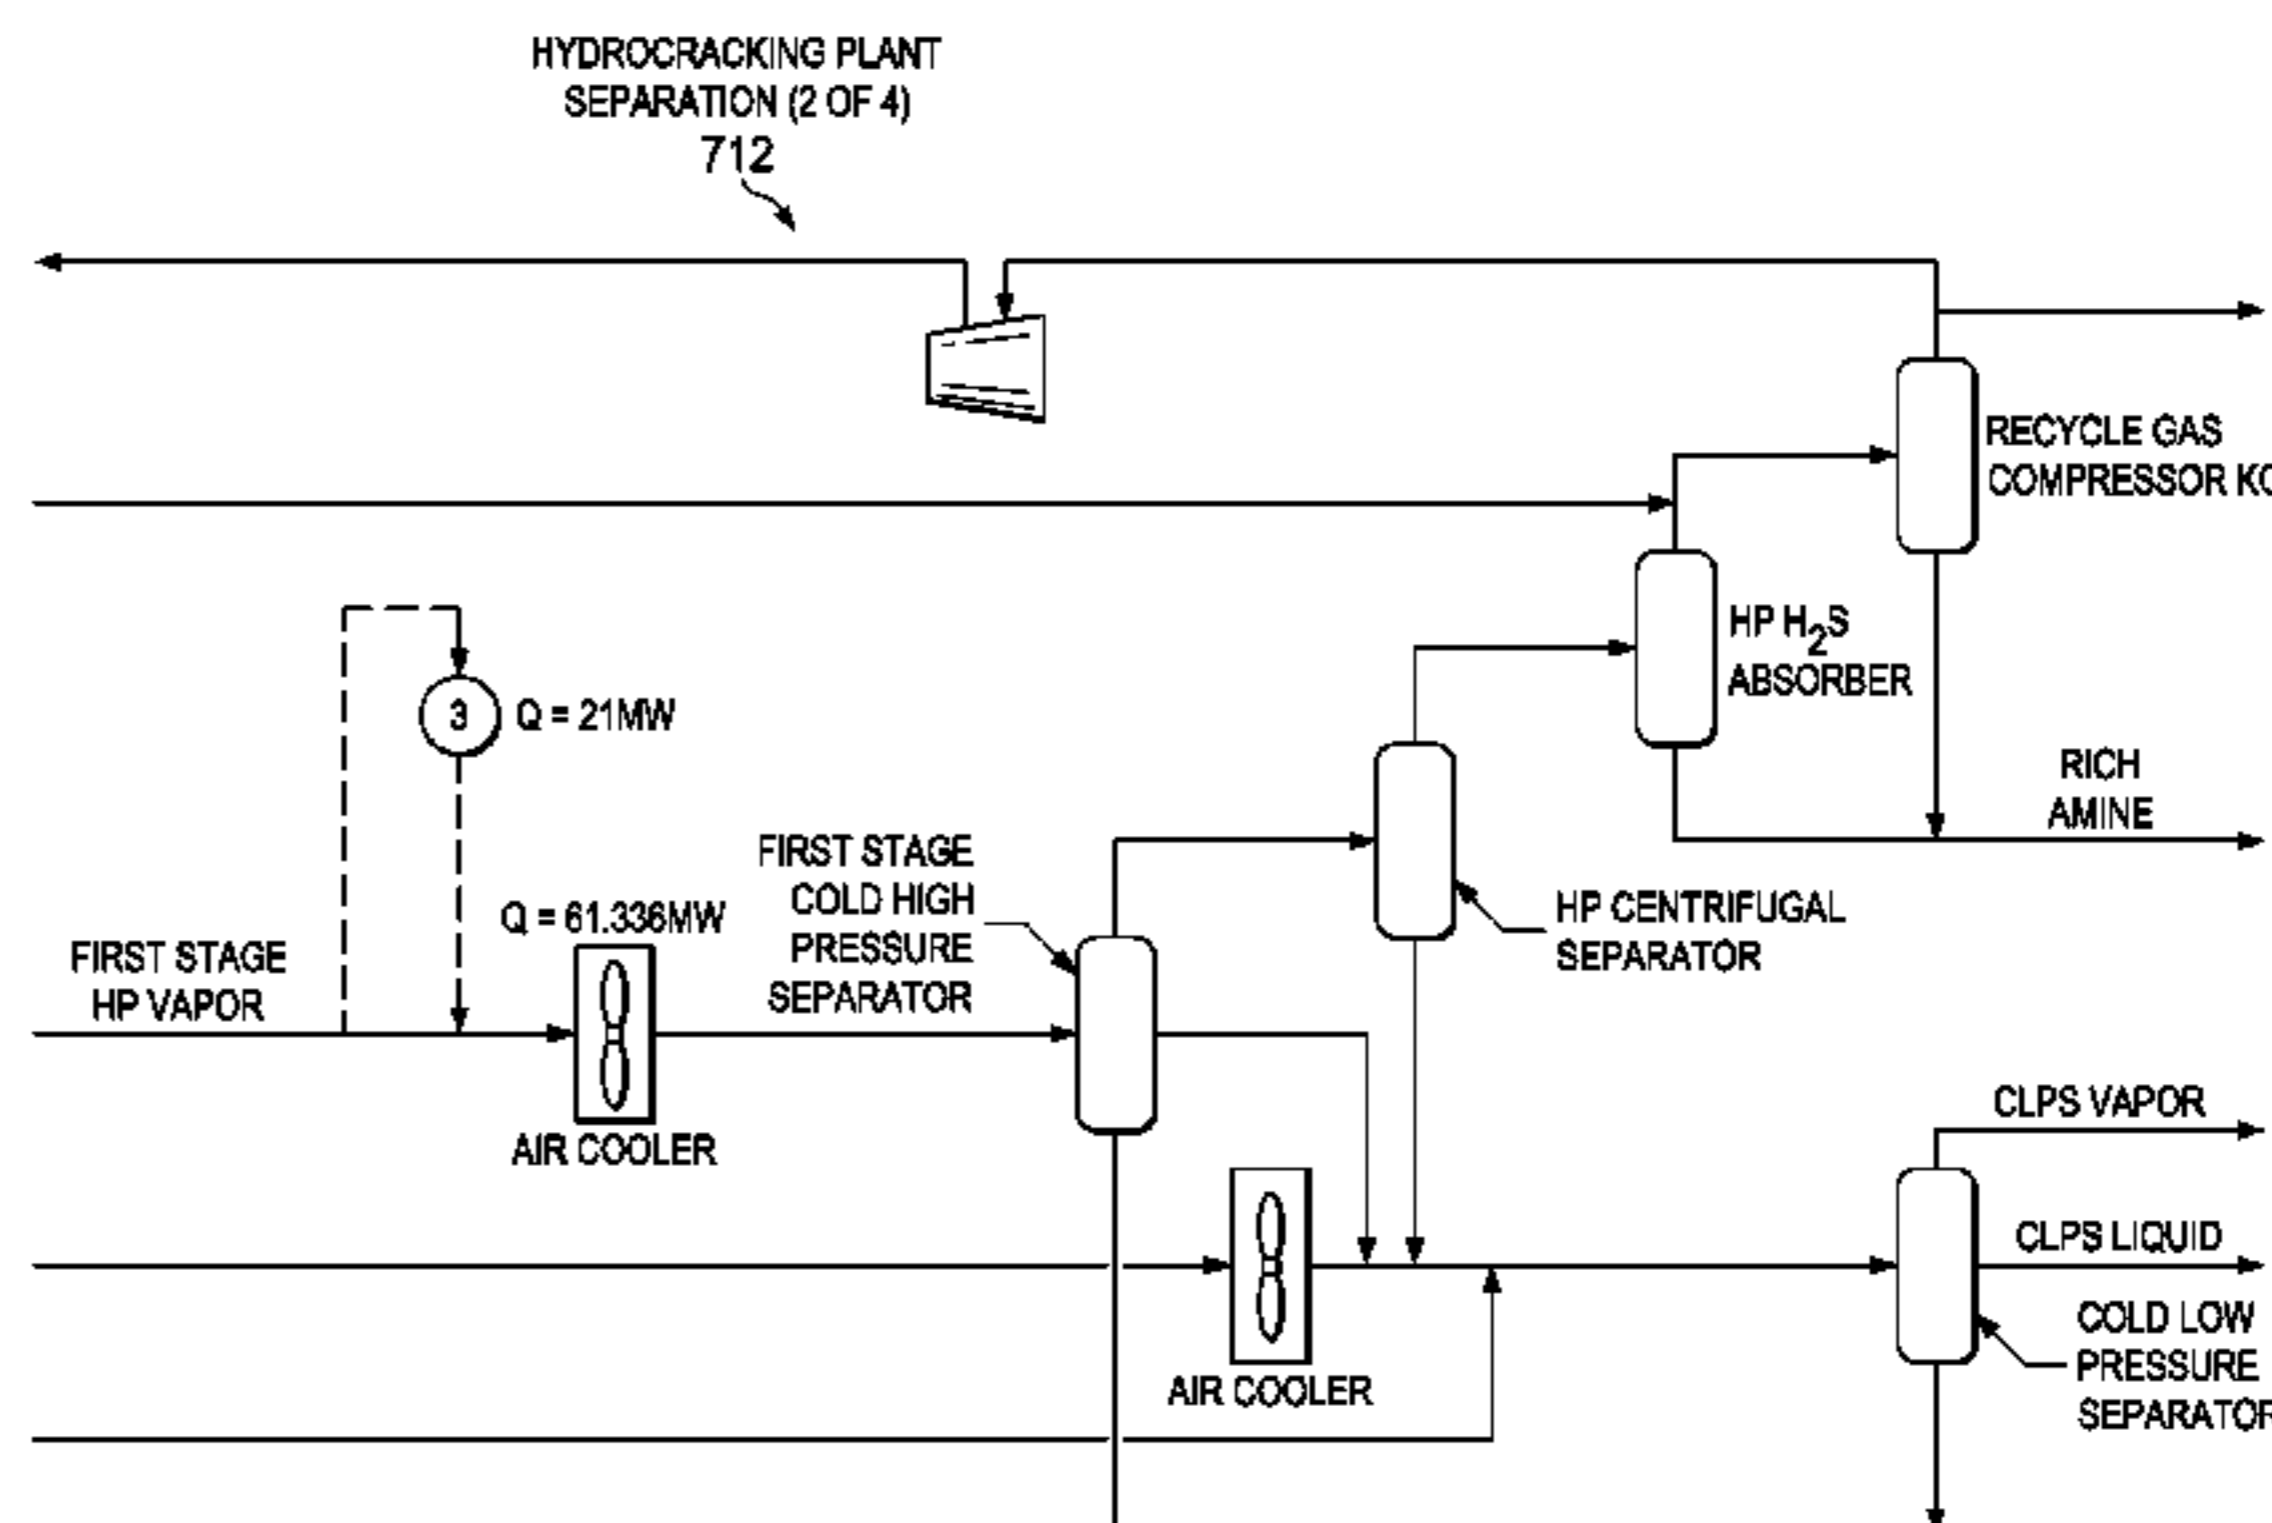 HYDROCRACKING PLANT
SEPARATION (2 OF 4)
712
RECYCLE GAS
COMPRESSOR
HP H2S
ABSORBER
3
Q = 21MW
RICH
AMINE
FIRST STAGE
COLD HIGH
PRESSURE
SEPARATOR
Q = 61.336MW
HP CENTRIFUGAL
SEPARATOR
FIRST STAGE
HP VAPOR
AIR COOLER
CLPS VAPOR
CLPS LIQUID
COLD LOW
PRESSURE
SEPARATOR
AIR COOLER